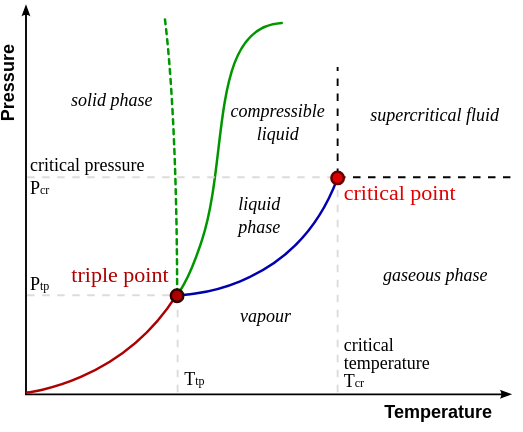 Pressure
solid phase
compressible
liquid
supercritical fluid
critical pressure
Pcr
critical point
liquid
phase
triple point
Ptp
gaseous phase
vapour
critical
temperature
Tcr
Ttp
Temperature